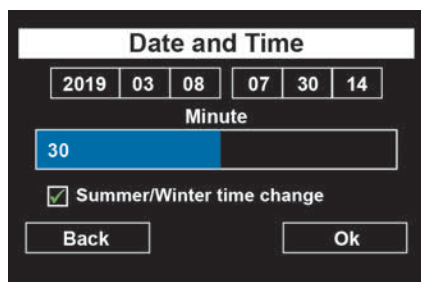 Date and Time
2019 03 08 07 30 14
Minute
30
Summer/Winter time change
Back Ok